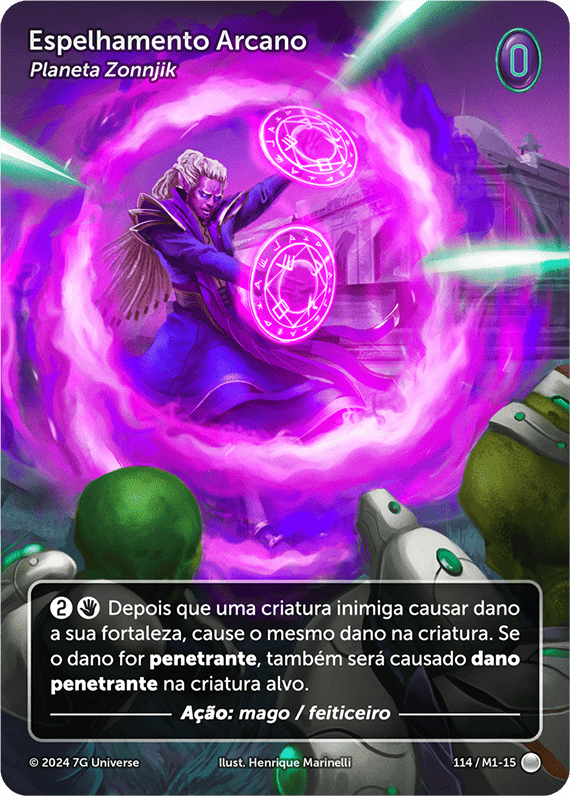 Espelhamento Arcano
Planeta Zonnjik
0
2 Depois que uma criatura inimiga causar dano
a sua fortaleza, cause o mesmo dano na criatura. Se
o dano for penetrante, também será causado dano
penetrante na criatura alvo.
Ação: mago / feiticeiro
© 2024 7G Universe Ilust. Henrique Marinelli 114 / M1-15